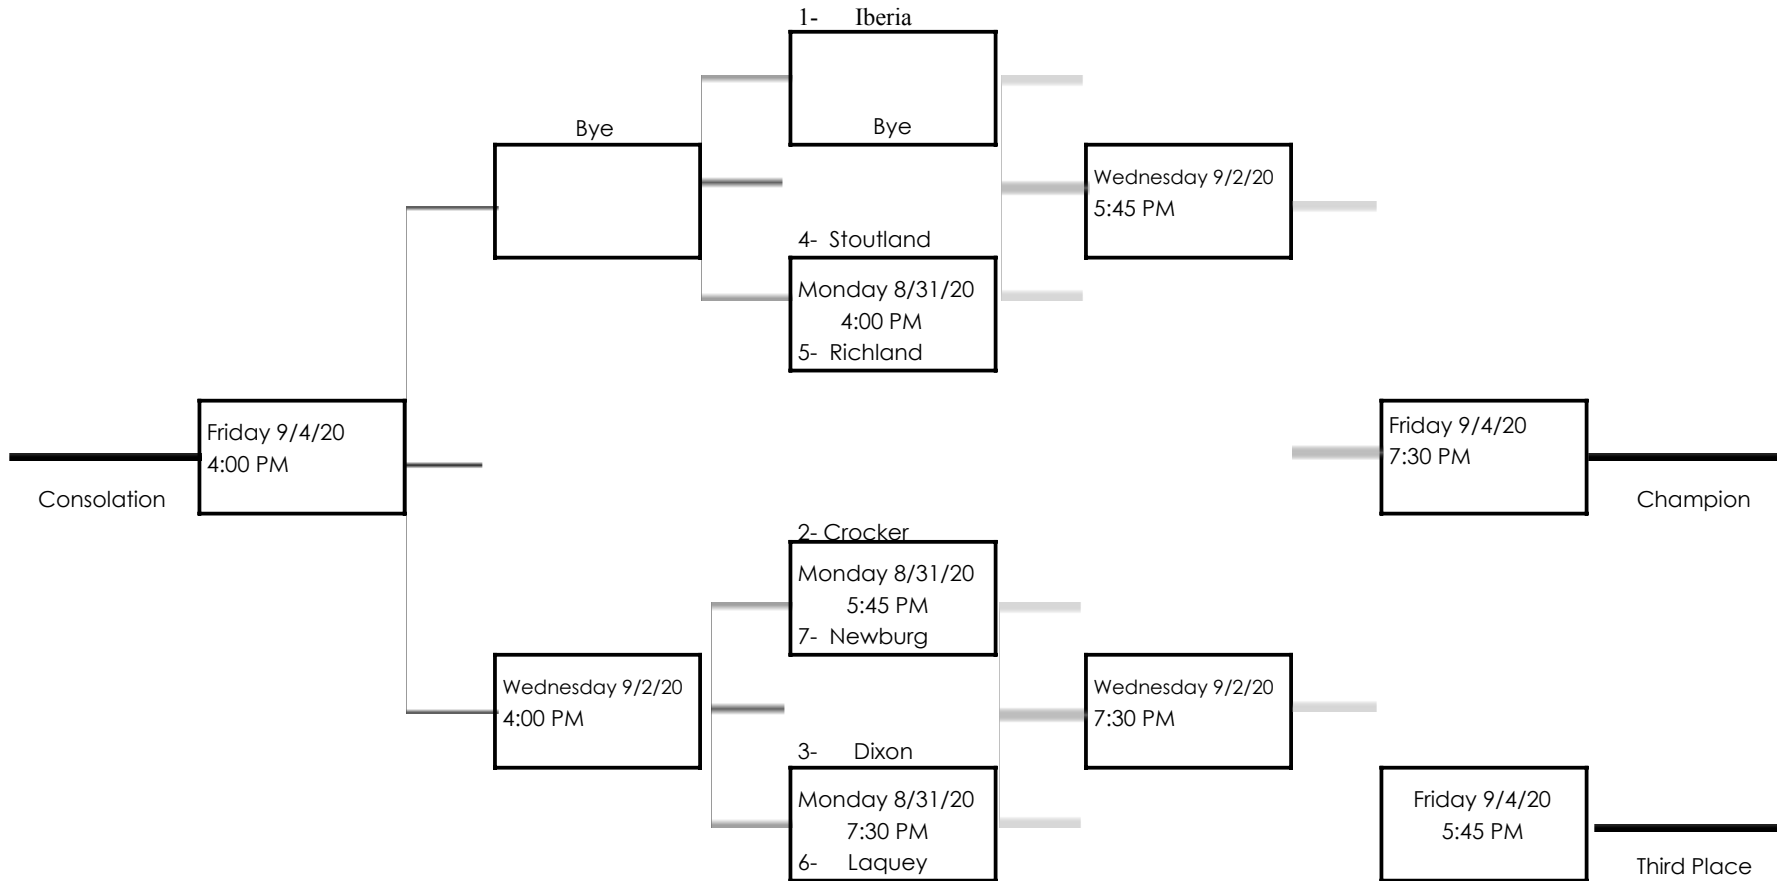 1- Iberia
Bye
Bye
Wednesday 9/2/20
5:45 PM
4- Stoutland
Monday 8/31/20
4:00 PM
5- Richland
Friday 9/4/20
4:00 PM
Consolation
Friday 9/4/20
7:30 PM
Champion
2- Crocker
Monday 8/31/20
5:45 PM
7- Newburg
Wednesday 9/2/20
4:00 PM
Wednesday 9/2/20
7:30 PM
3- Dixon
Monday 8/31/20
7:30 PM
6- Laquey
Friday 9/4/20
5:45 PM
Third Place